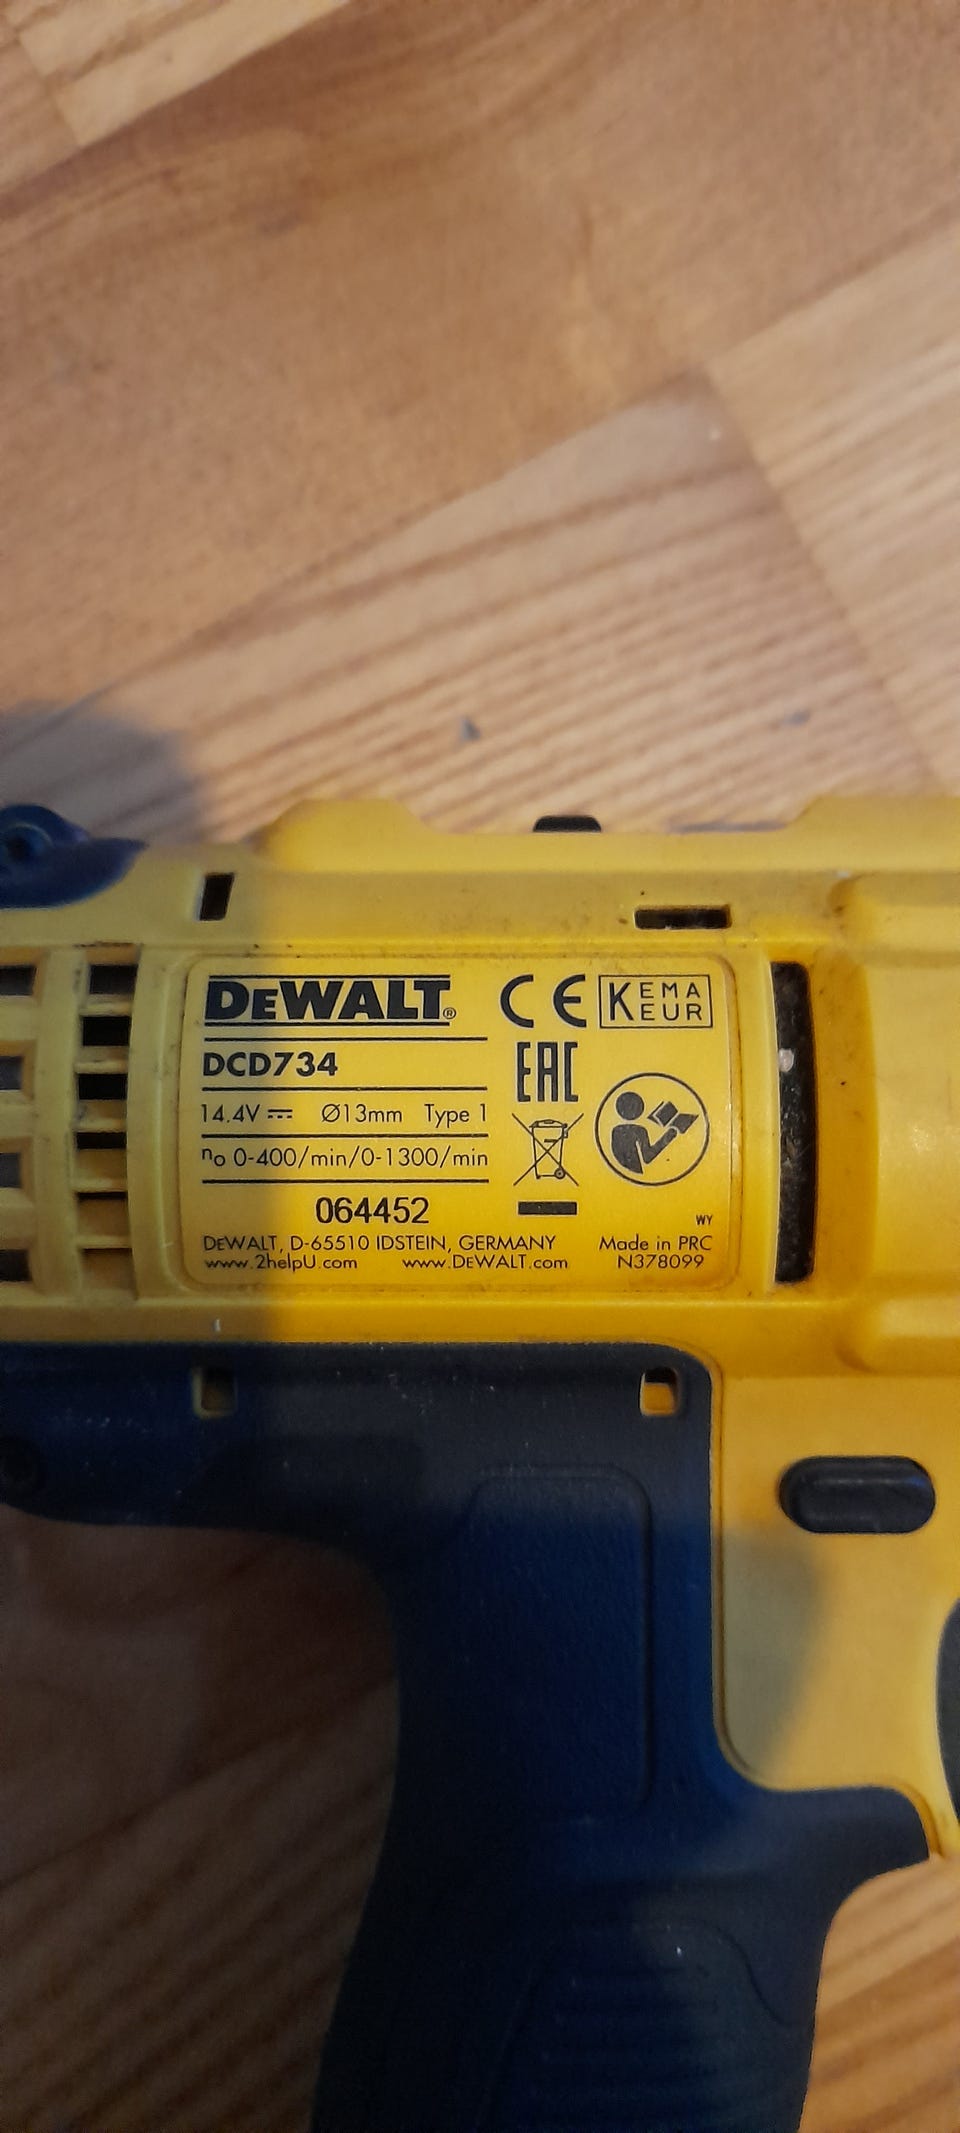 DEWALT®
DCD734
14.4V ⎓ Ø13mm Type 1
n₀ 0-400/min/0-1300/min
064452
DEWALT, D-65510 IDSTEIN, GERMANY
www.2helpU.com www.DEWALT.com
CE KEMA KEUR
EAC
WY
Made in PRC
N378099